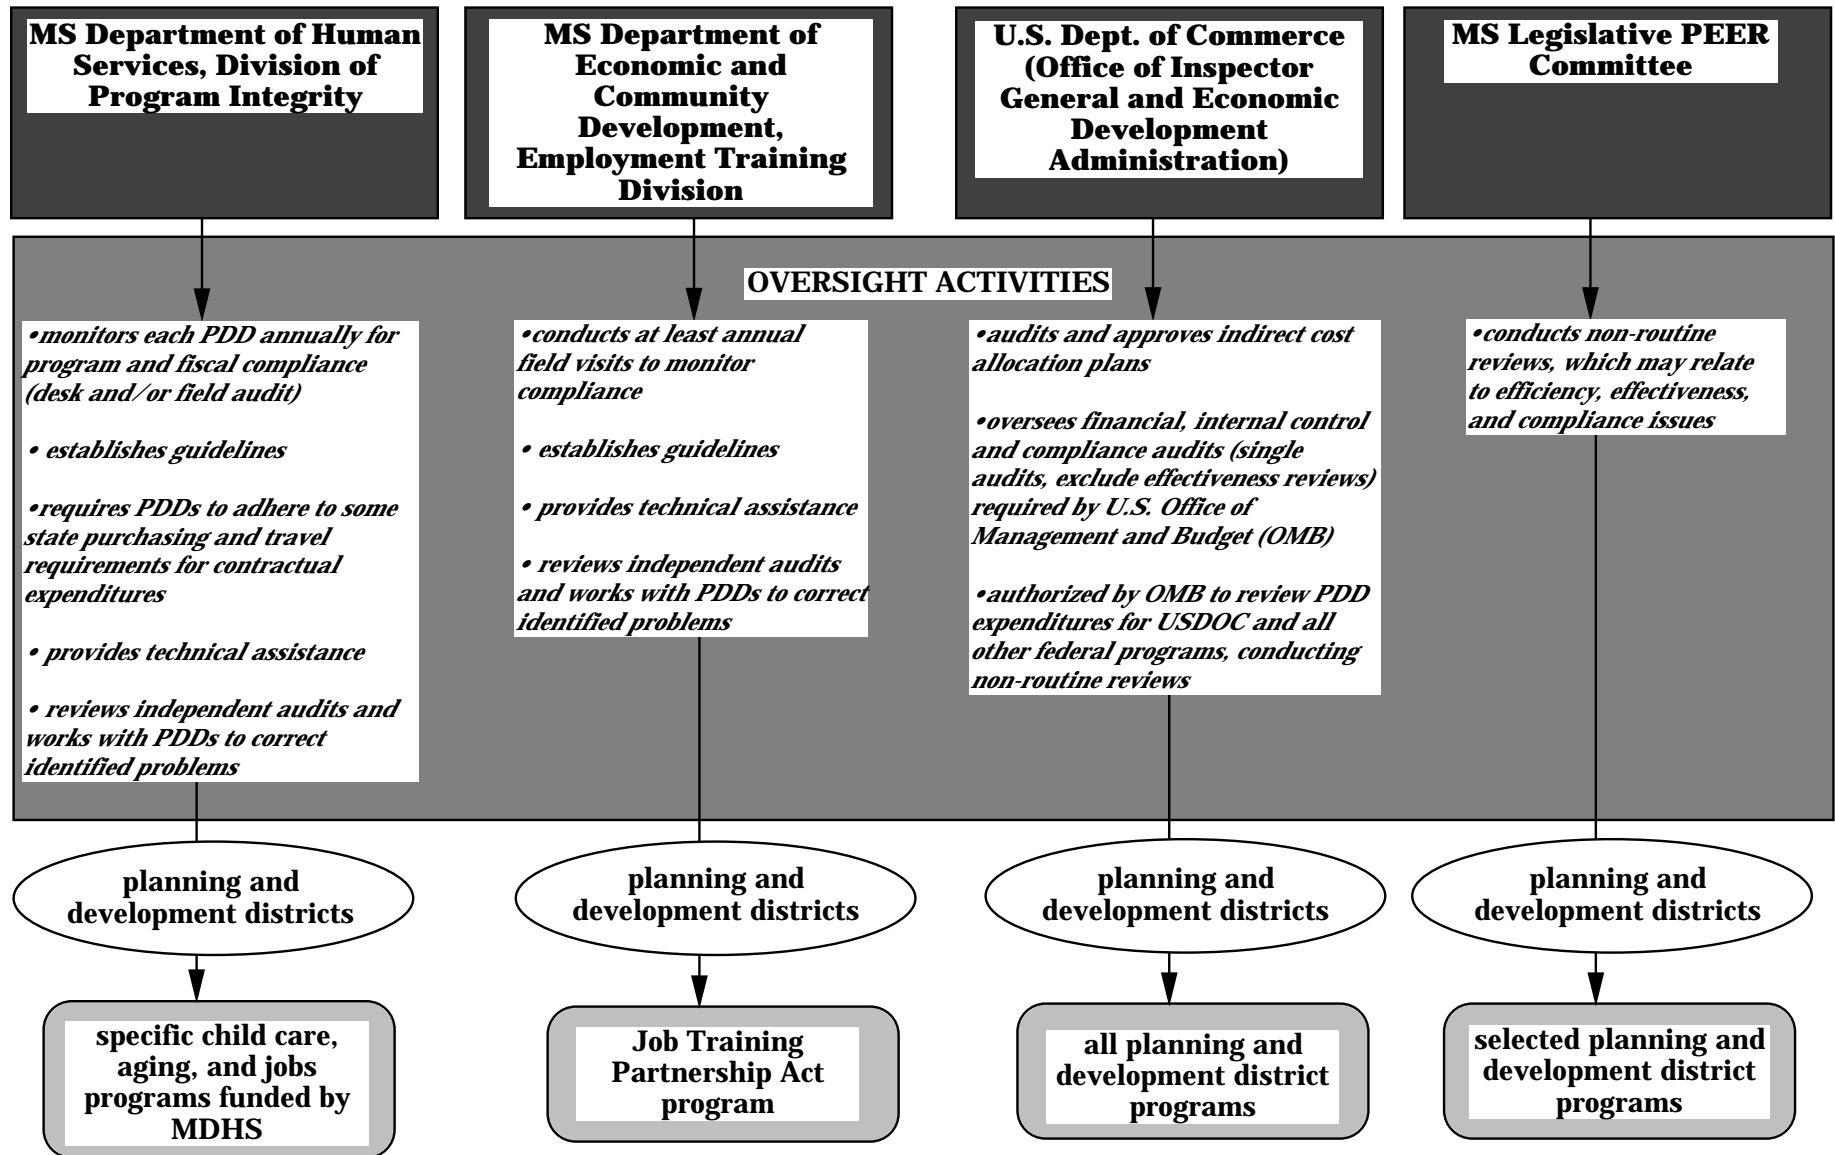 MS Department of Human
Services, Division of
Program Integrity
MS Department of
Economic and
Community
Development,
Employment Training
Division
U.S. Dept. of Commerce
(Office of Inspector
General and Economic
Development
Administration)
MS Legislative PEER
Committee
OVERSIGHT ACTIVITIES
•monitors each PDD annually for
program and fiscal compliance
(desk and/or field audit)
• establishes guidelines
•requires PDDs to adhere to some
state purchasing and travel
requirements for contractual
expenditures
• provides technical assistance
• reviews independent audits and
works with PDDs to correct
identified problems
•conducts at least annual
field visits to monitor
compliance
• establishes guidelines
• provides technical assistance
• reviews independent audits
and works with PDDs to correct
identified problems
•audits and approves indirect cost
allocation plans
•oversees financial, internal control
and compliance audits (single
audits, exclude effectiveness reviews)
required by U.S. Office of
Management and Budget (OMB)
•authorized by OMB to review PDD
expenditures for USDOC and all
other federal programs, conducting
non-routine reviews
•conducts non-routine
reviews, which may relate
to efficiency, effectiveness,
and compliance issues
planning and
development districts
planning and
development districts
planning and
development districts
planning and
development districts
specific child care,
aging, and jobs
programs funded by
MDHS
Job Training
Partnership Act
program
all planning and
development district
programs
selected planning and
development district
programs